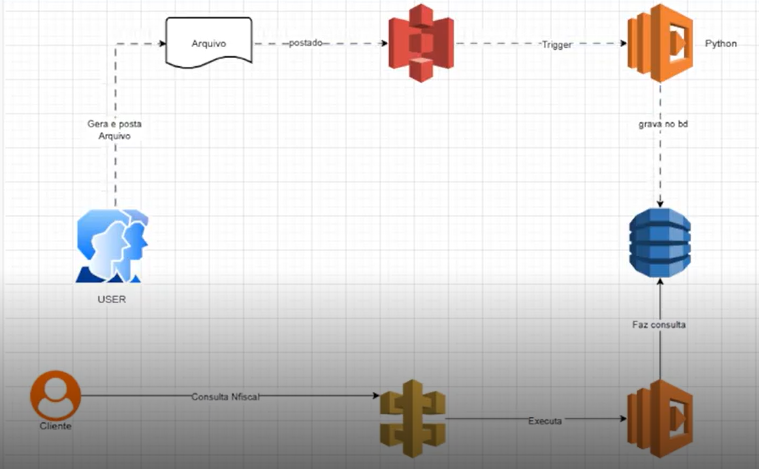 Arquivo
postado
Trigger
Python
Gera e posta
Arquivo
grava no bd
USER
Faz consulta
Consulta Nfiscal
Executa
Cliente